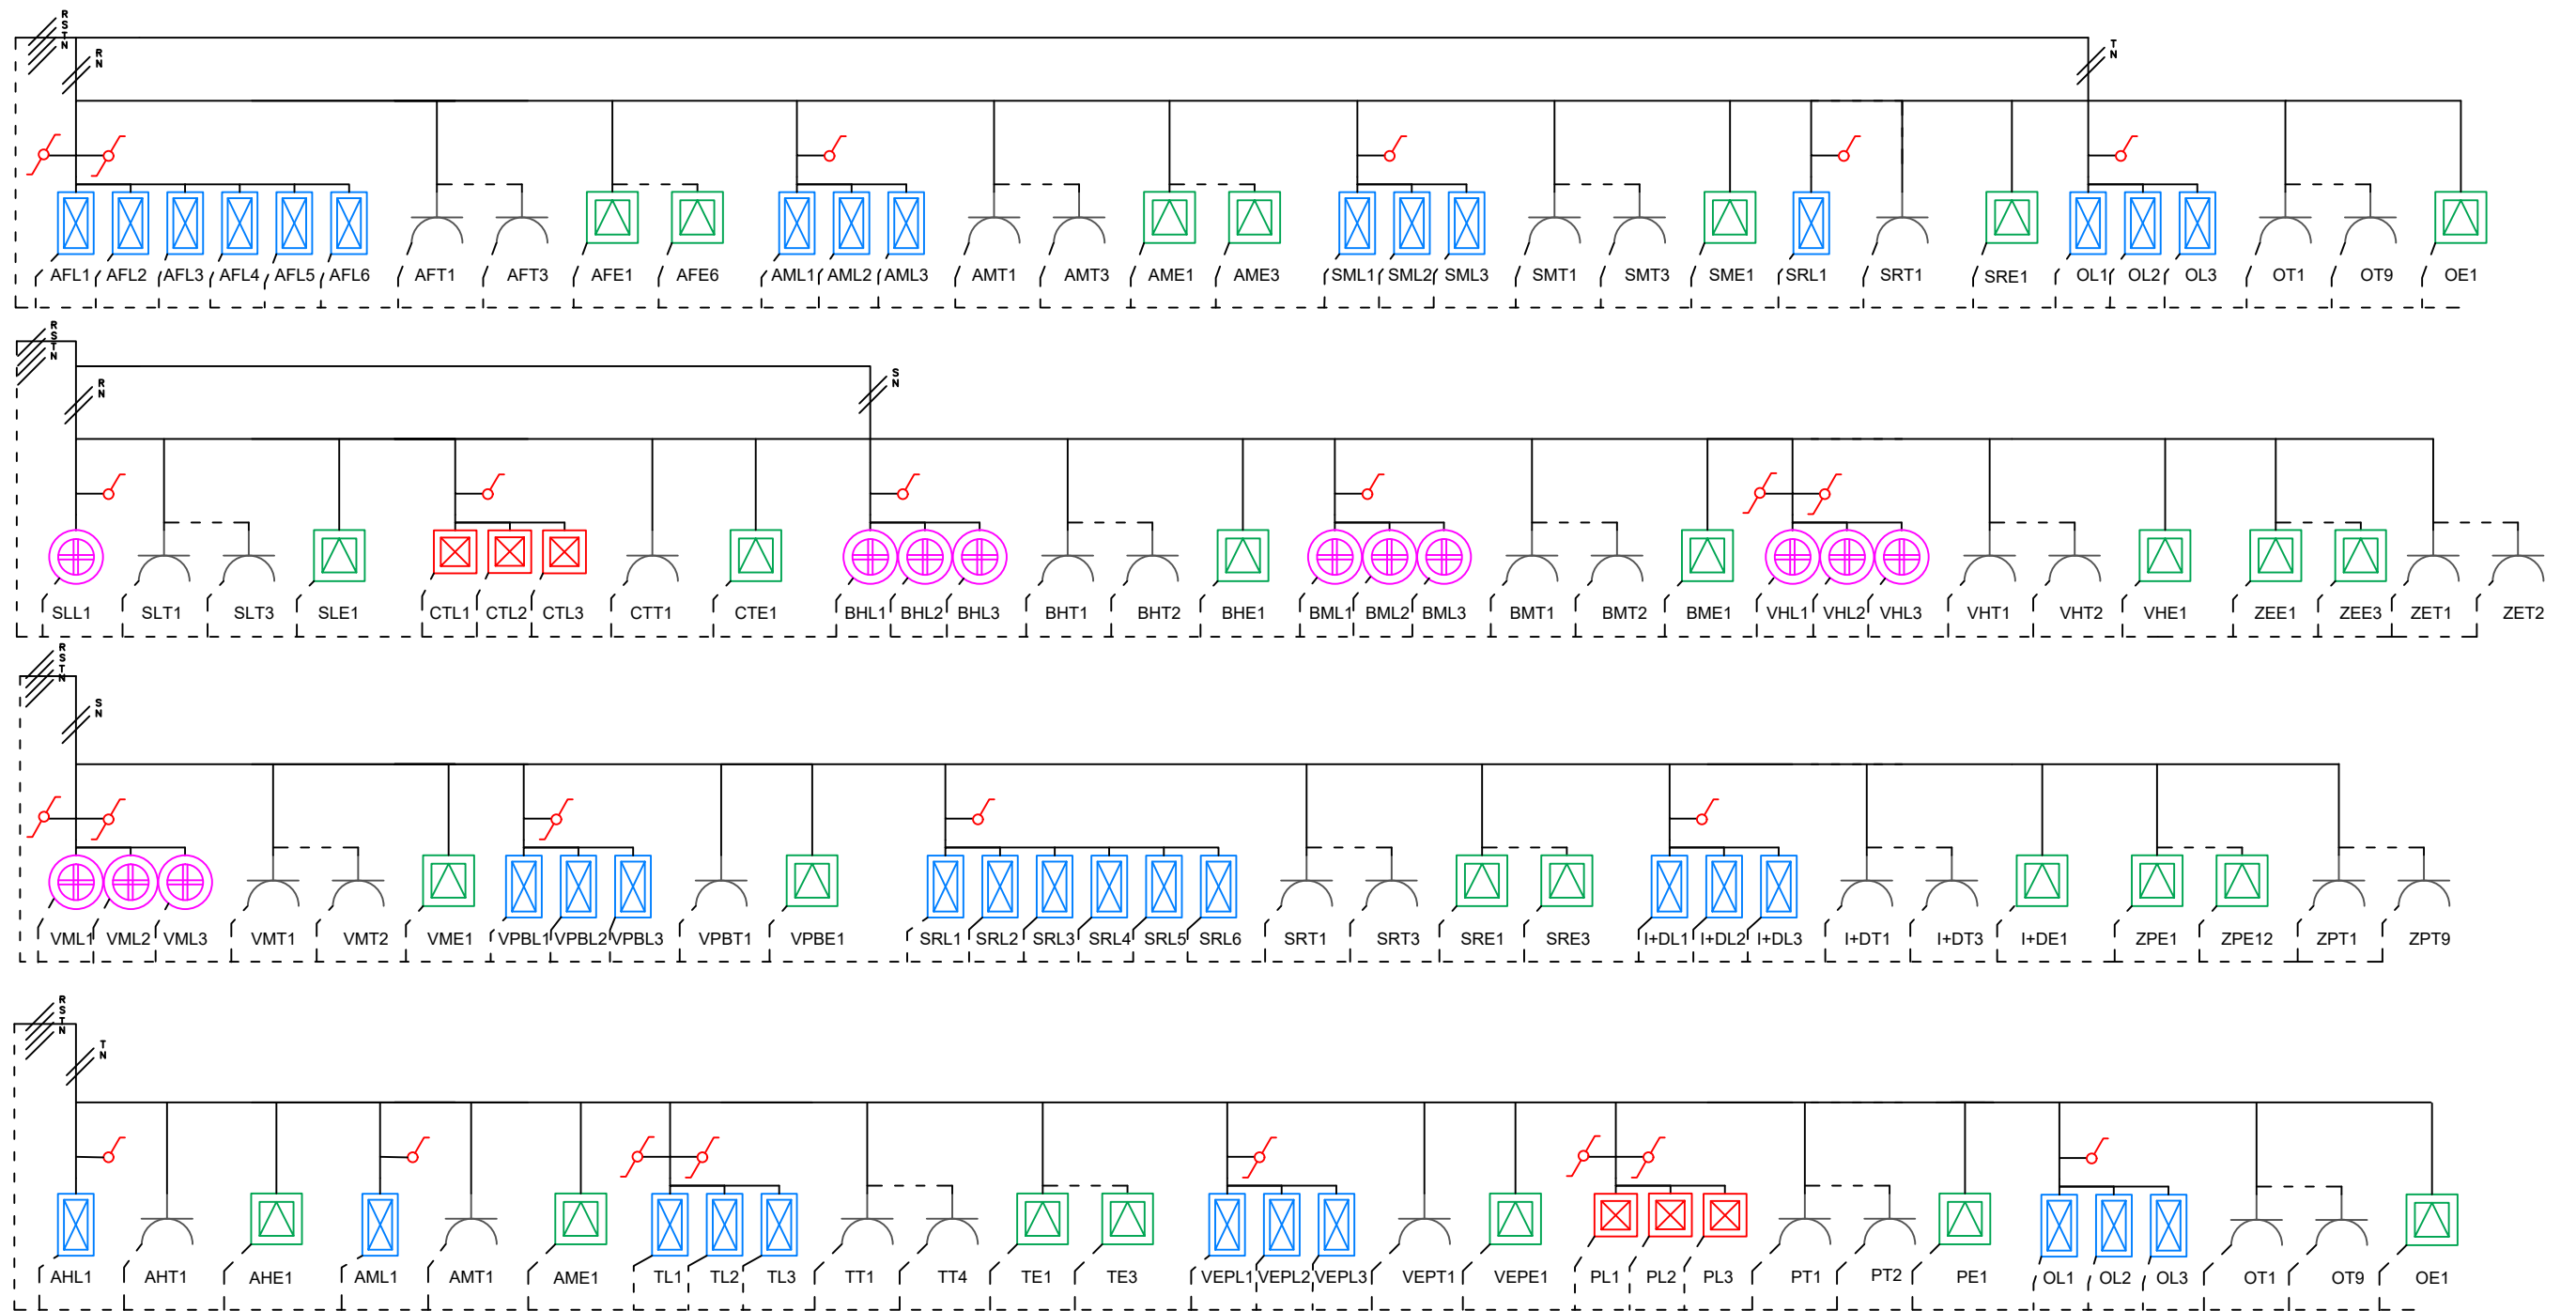 R
S
T
N
R
N
T
N
AFL1 AFL2 AFL3 AFL4 AFL5 AFL6 AFT1 AFT3 AFE1 AFE6 AML1 AML2 AML3 AMT1 AMT3 AME1 AME3 SML1 SML2 SML3 SMT1 SMT3 SME1 SRL1 SRT1 SRE1 OL1 OL2 OL3 OT1 OT9 OE1
R
S
T
N
R
N
S
N
SLL1 SLT1 SLT3 SLE1 CTL1 CTL2 CTL3 CTT1 CTE1 BHL1 BHL2 BHL3 BHT1 BHT2 BHE1 BML1 BML2 BML3 BMT1 BMT2 BME1 VHL1 VHL2 VHL3 VHT1 VHT2 VHE1 ZEE1 ZEE3 ZET1 ZET2
R
S
T
N
S
N
VML1 VML2 VML3 VMT1 VMT2 VME1 VPBL1 VPBL2 VPBL3 VPBT1 VPBE1 SRL1 SRL2 SRL3 SRL4 SRL5 SRL6 SRT1 SRT3 SRE1 SRE3 I+DL1 I+DL2 I+DL3 I+DT1 I+DT3 I+DE1 ZPE1 ZPE12 ZPT1 ZPT9
R
S
T
N
T
N
AHL1 AHT1 AHE1 AML1 AMT1 AME1 TL1 TL2 TL3 TT1 TT4 TE1 TE3 VEPL1 VEPL2 VEPL3 VEPT1 VEPE1 PL1 PL2 PL3 PT1 PT2 PE1 OL1 OL2 OL3 OT1 OT9 OE1